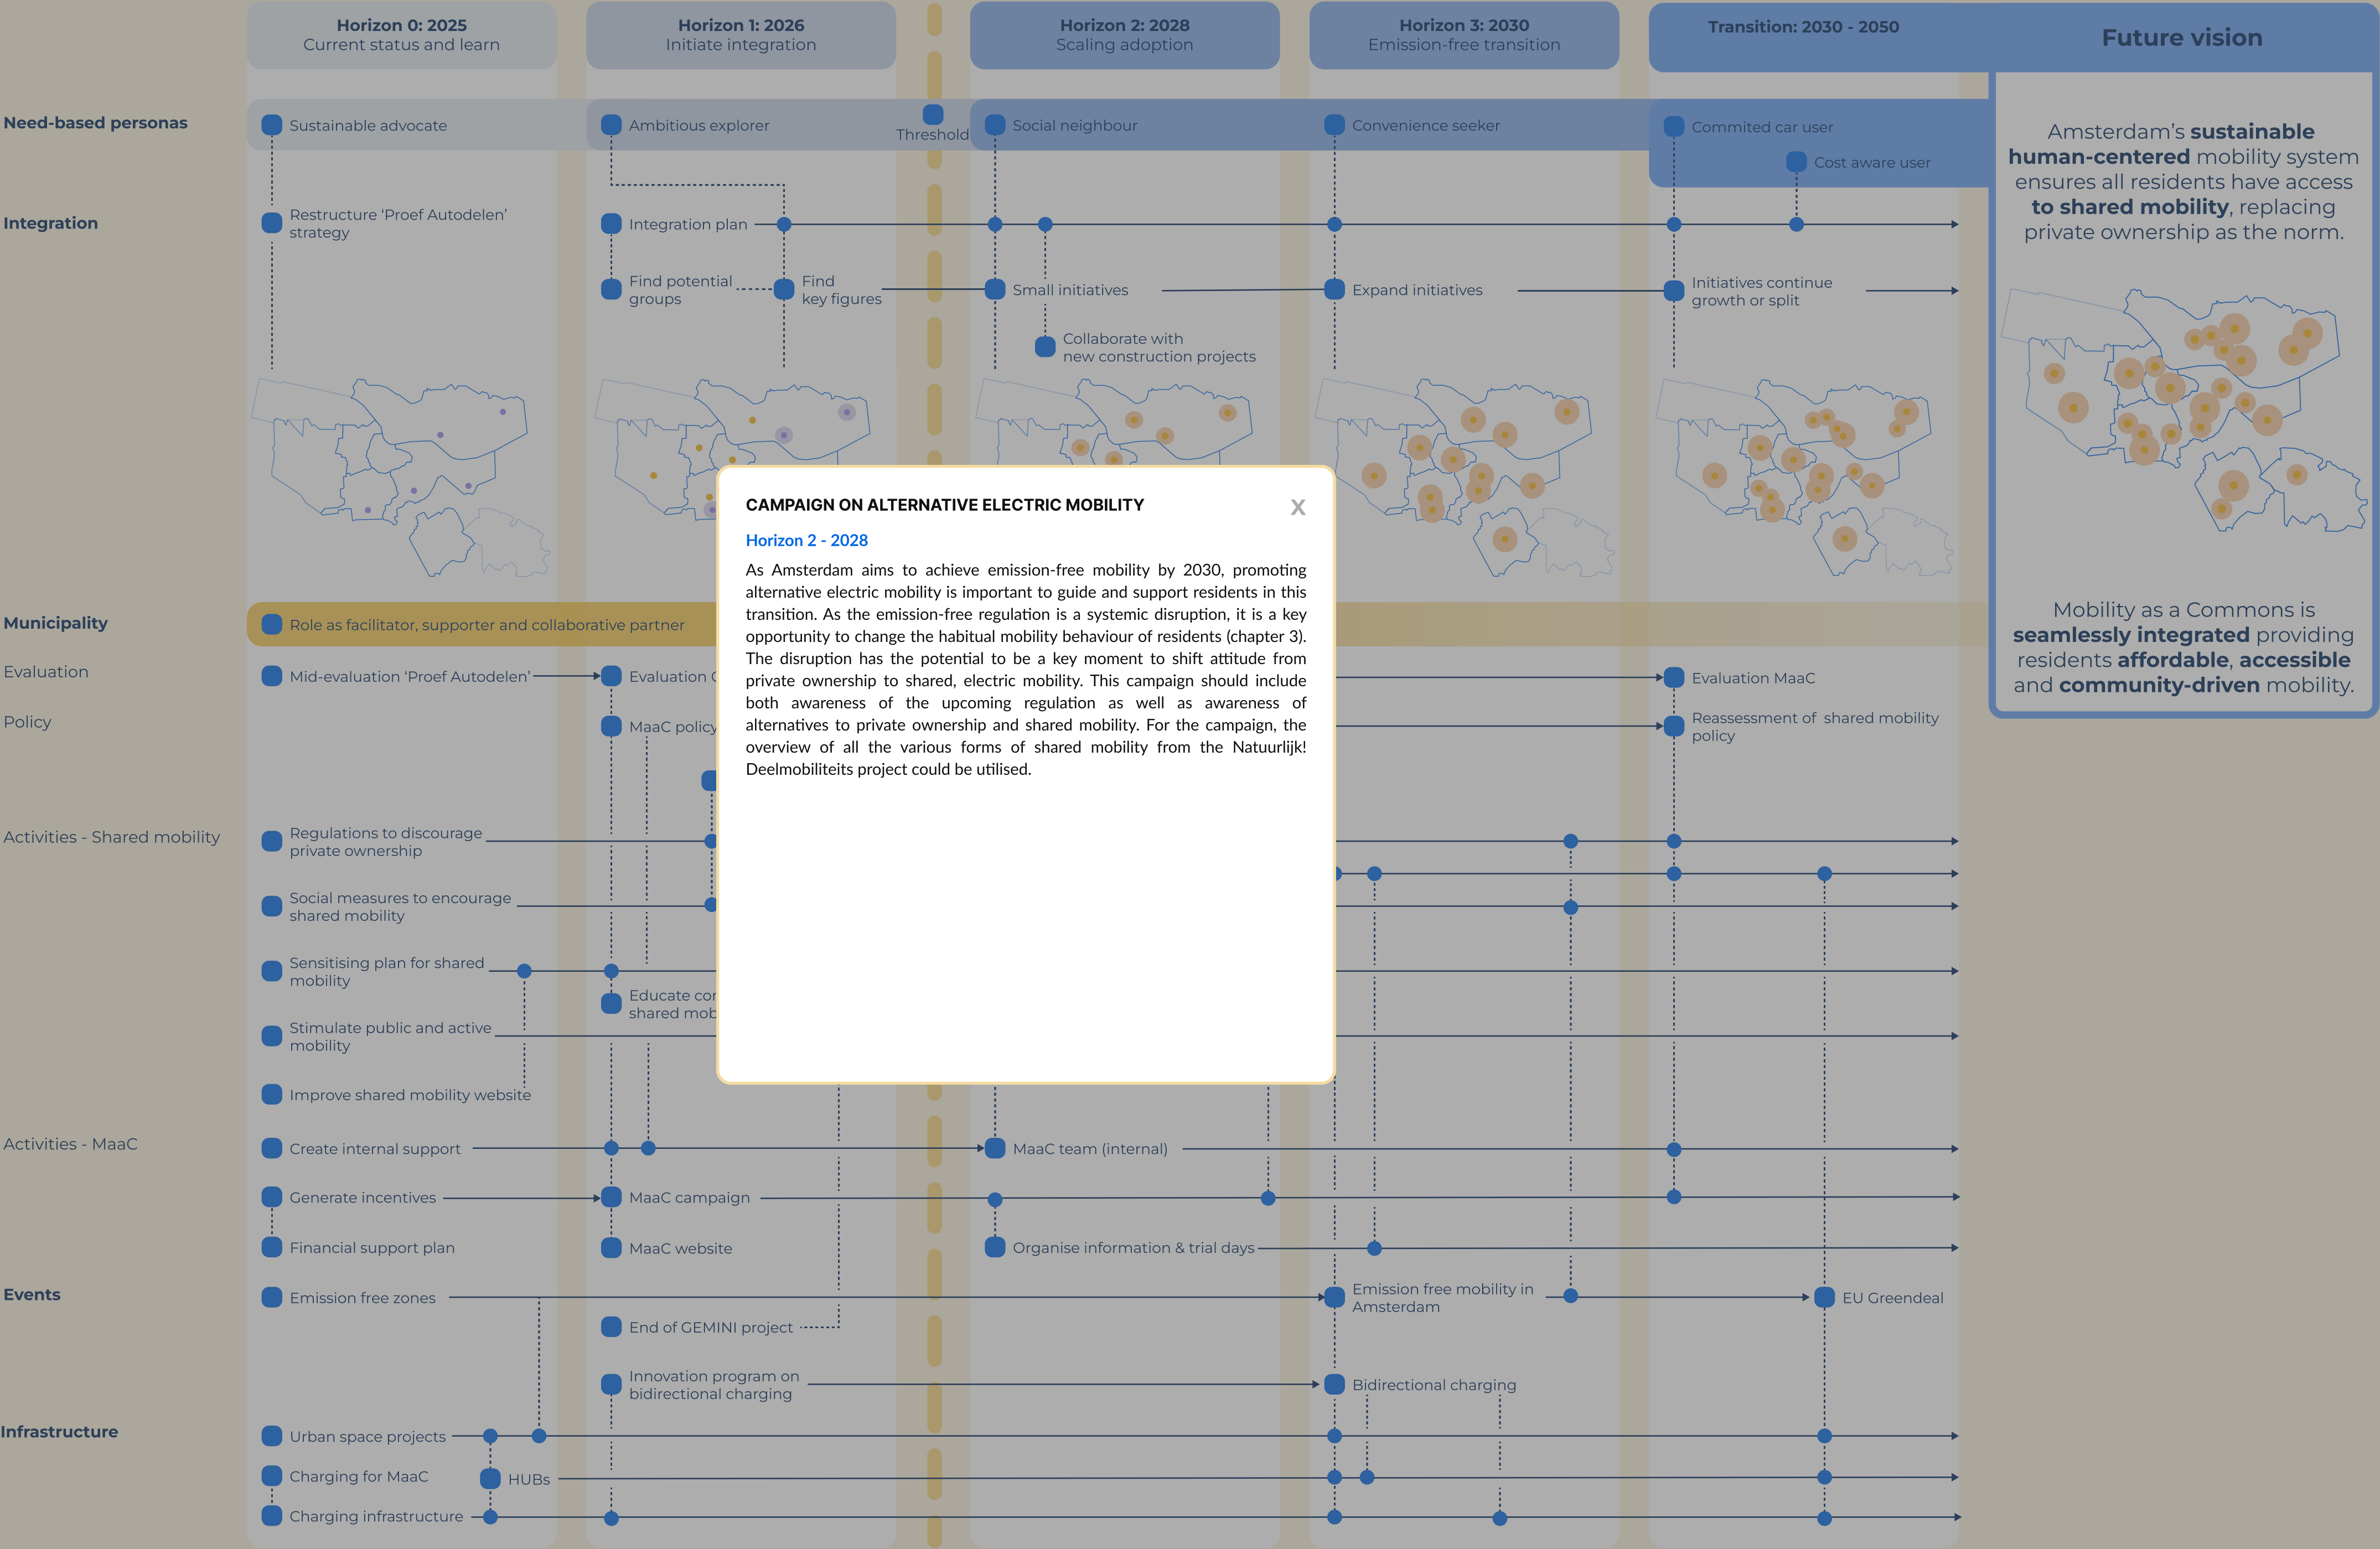 Horizon 0: 2025
Current status and learn
Horizon 1: 2026
Initiate integration
Horizon 2: 2028
Scaling adoption
Horizon 3: 2030
Emission-free transition
Transition: 2030 - 2050
Future vision
Need-based personas
Sustainable advocate
Ambitious explorer
Threshold
Social neighbour
Convenience seeker
Commited car user
Cost aware user
Integration
Restructure ‘Proef Autodelen’
strategy
Integration plan
Find potential
groups
Find
key figures
Small initiatives
Expand initiatives
Initiatives continue
growth or split
Collaborate with
new construction projects
Amsterdam’s sustainable
human-centered mobility system
ensures all residents have access
to shared mobility, replacing
private ownership as the norm.
Mobility as a Commons is
seamlessly integrated providing
residents affordable, accessible
and community-driven mobility.
CAMPAIGN ON ALTERNATIVE ELECTRIC MOBILITY
X
Horizon 2 - 2028
As Amsterdam aims to achieve emission-free mobility by 2030, promoting
alternative electric mobility is important to guide and support residents in this
transition. As the emission-free regulation is a systemic disruption, it is a key
opportunity to change the habitual mobility behaviour of residents (chapter 3).
The disruption has the potential to be a key moment to shift attitude from
private ownership to shared, electric mobility. This campaign should include
both awareness of the upcoming regulation as well as awareness of
alternatives to private ownership and shared mobility. For the campaign, the
overview of all the various forms of shared mobility from the Natuurlijk!
Deelmobiliteits project could be utilised.
Municipality
Role as facilitator, supporter and collaborative partner
Evaluation
Mid-evaluation ‘Proef Autodelen’
Evaluation
Evaluation MaaC
Policy
MaaC policy
Reassessment of shared mobility
policy
Activities - Shared mobility
Regulations to discourage
private ownership
Social measures to encourage
shared mobility
Sensitising plan for shared
mobility
Educate
shared
Stimulate public and active
mobility
Improve shared mobility website
Activities - MaaC
Create internal support
MaaC team (internal)
Generate incentives
MaaC campaign
Financial support plan
MaaC website
Organise information & trial days
Events
Emission free zones
Emission free mobility in
Amsterdam
EU Greendeal
End of GEMINI project
Innovation program on
bidirectional charging
Bidirectional charging
Infrastructure
Urban space projects
Charging for MaaC
HUBs
Charging infrastructure